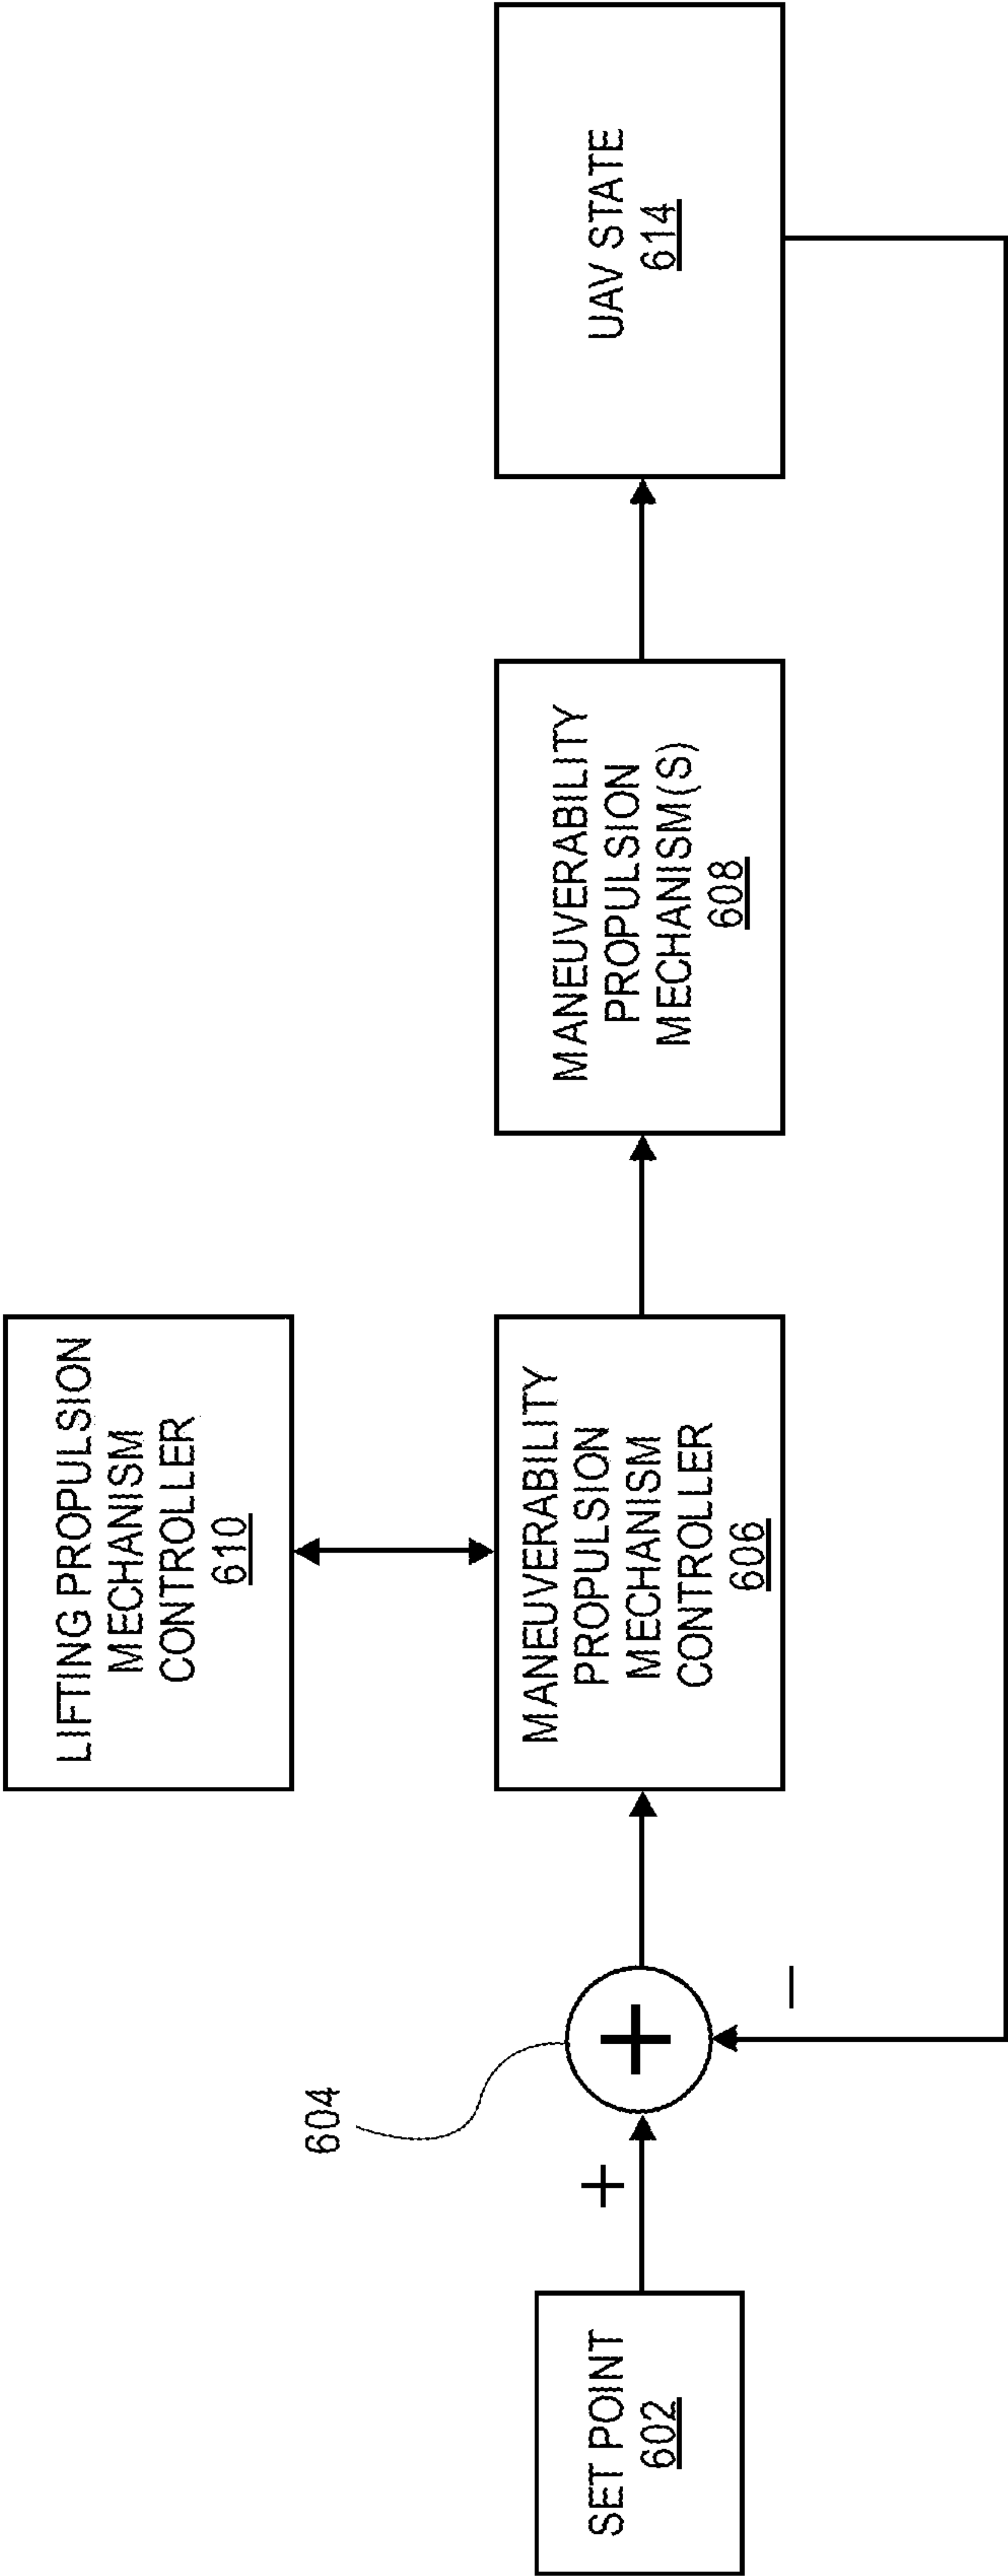 LIFTING PROPULSION
MECHANISM
CONTROLLER
610
604
SET POINT
602
+
+
−
MANEUVERABILITY
PROPULSION
MECHANISM
CONTROLLER
606
MANEUVERABILITY
PROPULSION
MECHANISM(S)
608
UAV STATE
614